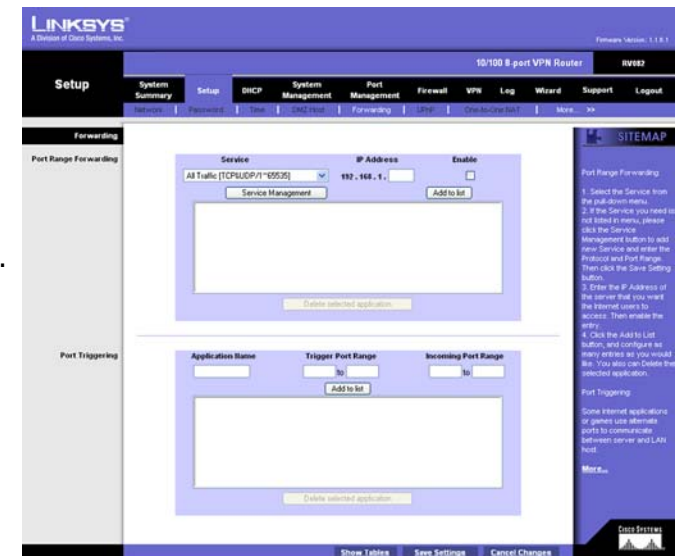 LINKSYS®
A Division of Cisco Systems, Inc.
Firmware Version: 1.1.6.1
10/100 8-port VPN Router
RV082
Setup
System Summary
Setup
DHCP
System Management
Port Management
Firewall
VPN
Log
Wizard
Support
Logout
Network | Password | Time | DMZ Host | Forwarding | UPnP | One-to-One NAT | More... >>
Forwarding
SITEMAP
Port Range Forwarding
Service
IP Address
Enable
All Traffic [TCP&UDP/1~65535]
192 . 168 . 1 .
Service Management
Add to list
Delete selected application
Port Triggering
Application Name
Trigger Port Range
Incoming Port Range
to
to
Add to list
Delete selected application
Port Range Forwarding:
1. Select the Service from
the pull-down menu.
2. If the Service you need is
not listed in menu, please
click the Service
Management button to add
new Service and enter the
Protocol and Port Range.
Then click the Save Setting
button.
3. Enter the IP Address of
the server that you want
the Internet users to
access. Then enable the
entry.
4. Click the Add to List
button, and configure as
many entries as you would
like. You also can Delete the
selected application.
Port Triggering:
Some Internet applications
or games use alternate
ports to communicate
between server and LAN
host.
More...
Show Tables
Save Settings
Cancel Changes
CISCO SYSTEMS